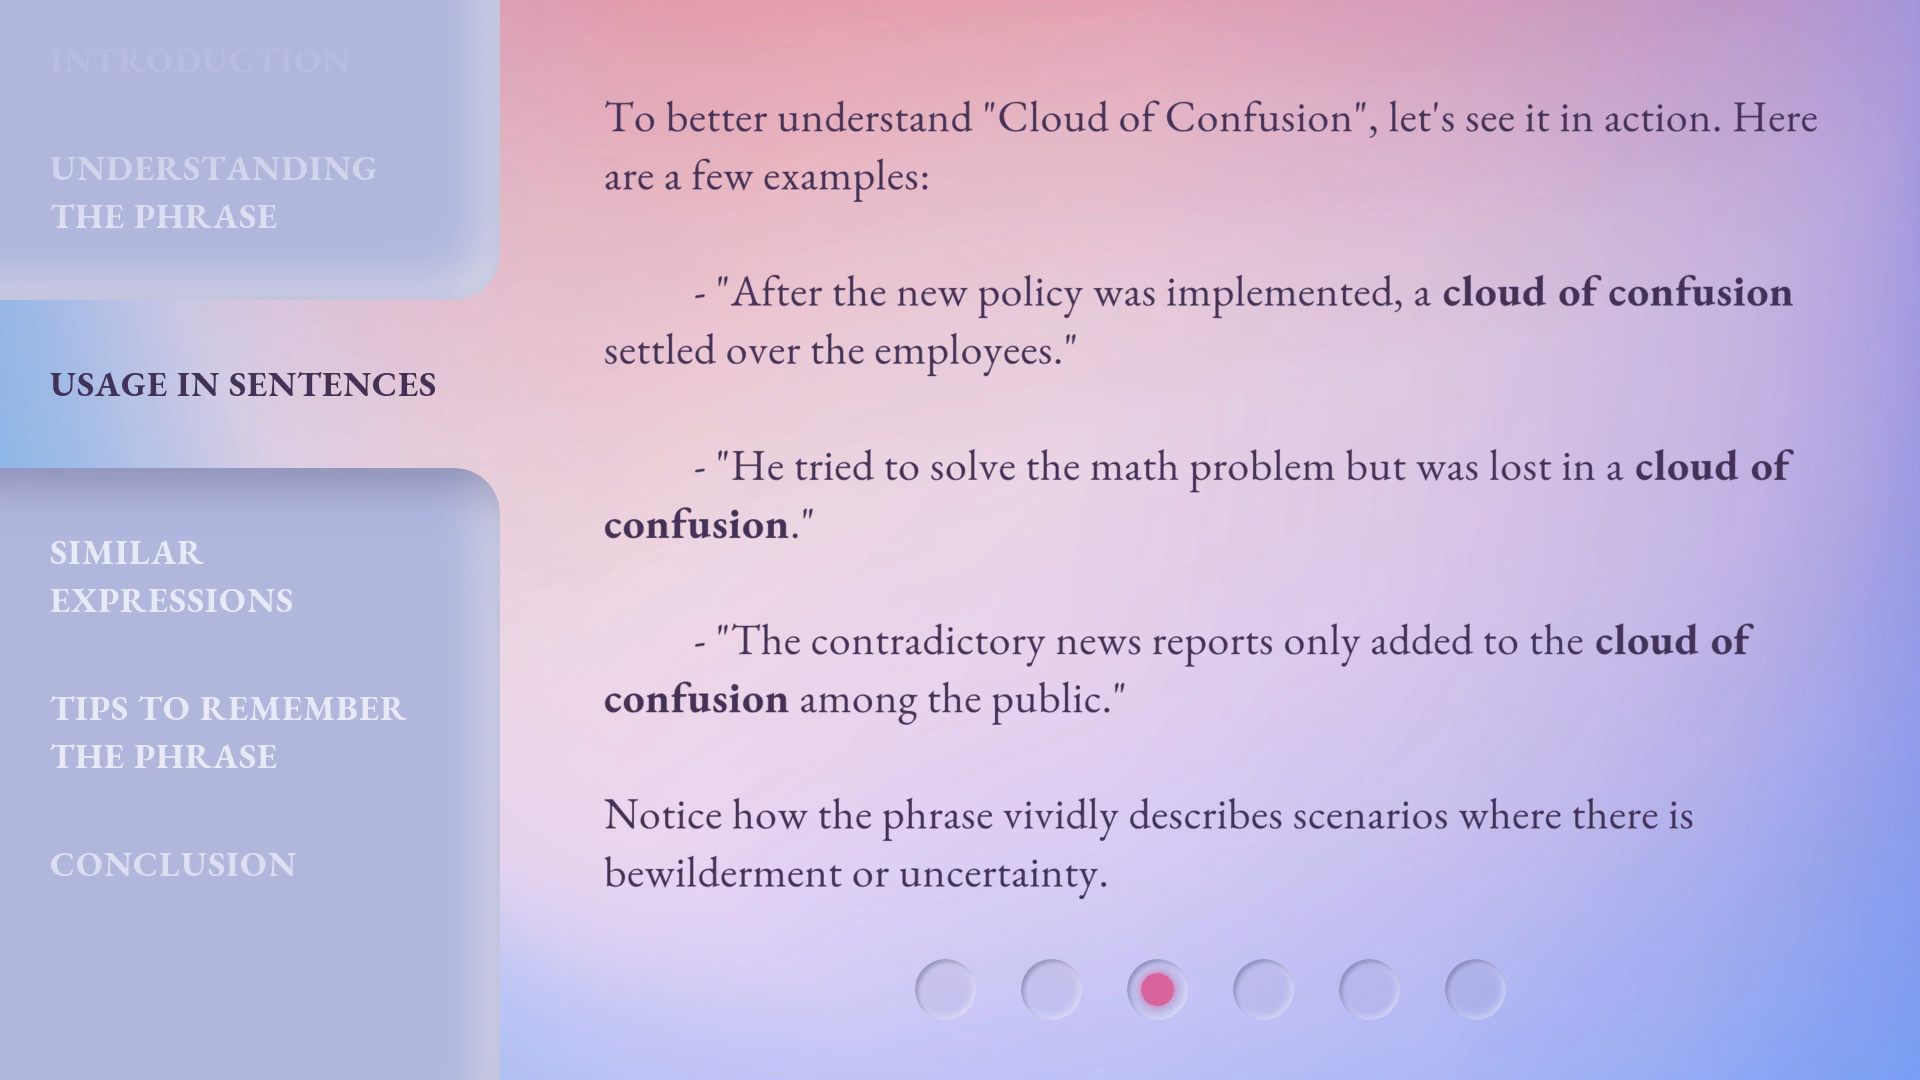 INTRODUCTION
UNDERSTANDING
THE PHRASE
USAGE IN SENTENCES
SIMILAR
EXPRESSIONS
TIPS TO REMEMBER
THE PHRASE
CONCLUSION
To better understand "Cloud of Confusion", let's see it in action. Here
are a few examples:
- "After the new policy was implemented, a cloud of confusion
settled over the employees."
- "He tried to solve the math problem but was lost in a cloud of
confusion."
- "The contradictory news reports only added to the cloud of
confusion among the public."
Notice how the phrase vividly describes scenarios where there is
bewilderment or uncertainty.